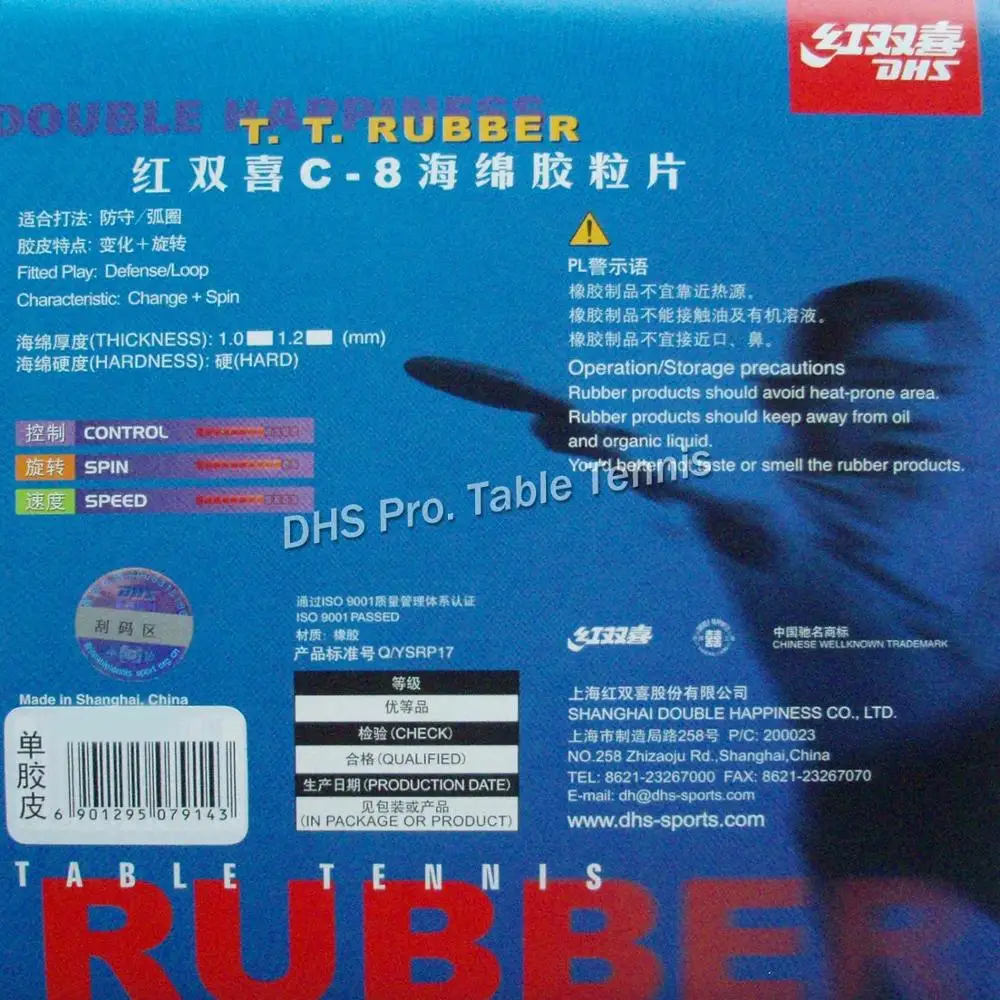 红双喜
DHS
DOUBLE HAPPINESS
T. T. RUBBER
红双喜C-8海绵胶粒片
适合打法: 防守/弧圈
胶皮特点: 变化+旋转
Fitted Play: Defense/Loop
Characteristic: Change + Spin
海绵厚度(THICKNESS): 1.0 1.2 (mm)
海绵硬度(HARDNESS): 硬(HARD)
控制 CONTROL
旋转 SPIN
速度 SPEED
PL警示语
橡胶制品不宜靠近热源。
橡胶制品不能接触油及有机溶液。
橡胶制品不宜接近口、鼻。
Operation/Storage precautions
Rubber products should avoid heat-prone area.
Rubber products should keep away from oil
and organic liquid.
You'd better not taste or smell the rubber products.
DHS Pro. Table Tennis
DHS
刮码区
Made in Shanghai, China
单胶皮
6 901295 079143
通过ISO 9001质量管理体系认证
ISO 9001 PASSED
材质: 橡胶
产品标准号 Q/YSRP17
等级
优等品
检验(CHECK)
合格(QUALIFIED)
生产日期(PRODUCTION DATE)
见包装或产品
(IN PACKAGE OR PRODUCT)
红双喜
中国驰名商标
CHINESE WELLKNOWN TRADEMARK
上海红双喜股份有限公司
SHANGHAI DOUBLE HAPPINESS CO., LTD.
上海市制造局路258号 P/C: 200023
NO.258 Zhizaoju Rd.,Shanghai,China
TEL: 8621-23267000 FAX: 8621-23267070
E-mail: dh@dhs-sports.com
www.dhs-sports.com
TABLE TENNIS
RUBBER